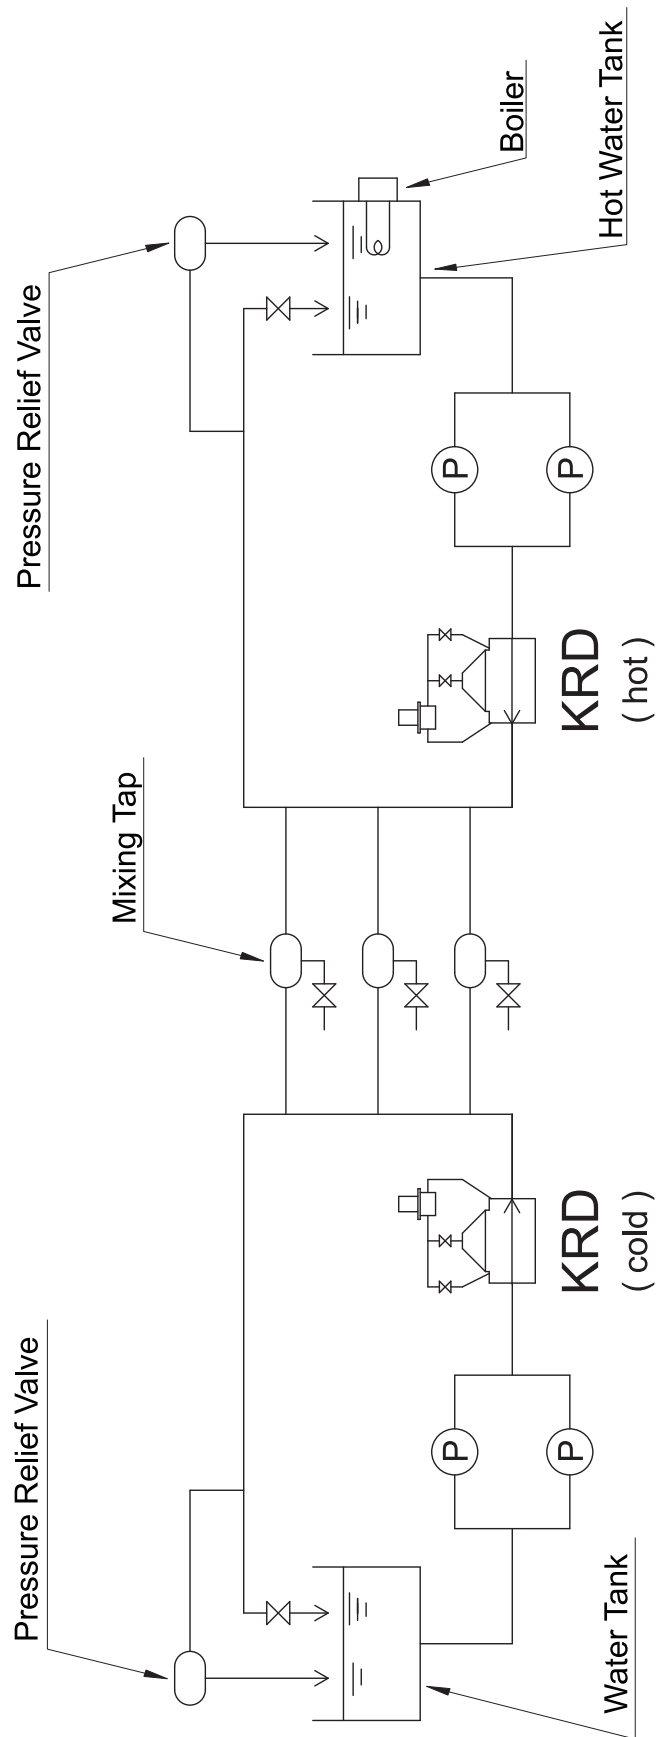 Pressure Relief Valve
Boiler
Hot Water Tank
P
P
KRD
( hot )
Mixing Tap
KRD
( cold )
P
P
Pressure Relief Valve
Water Tank